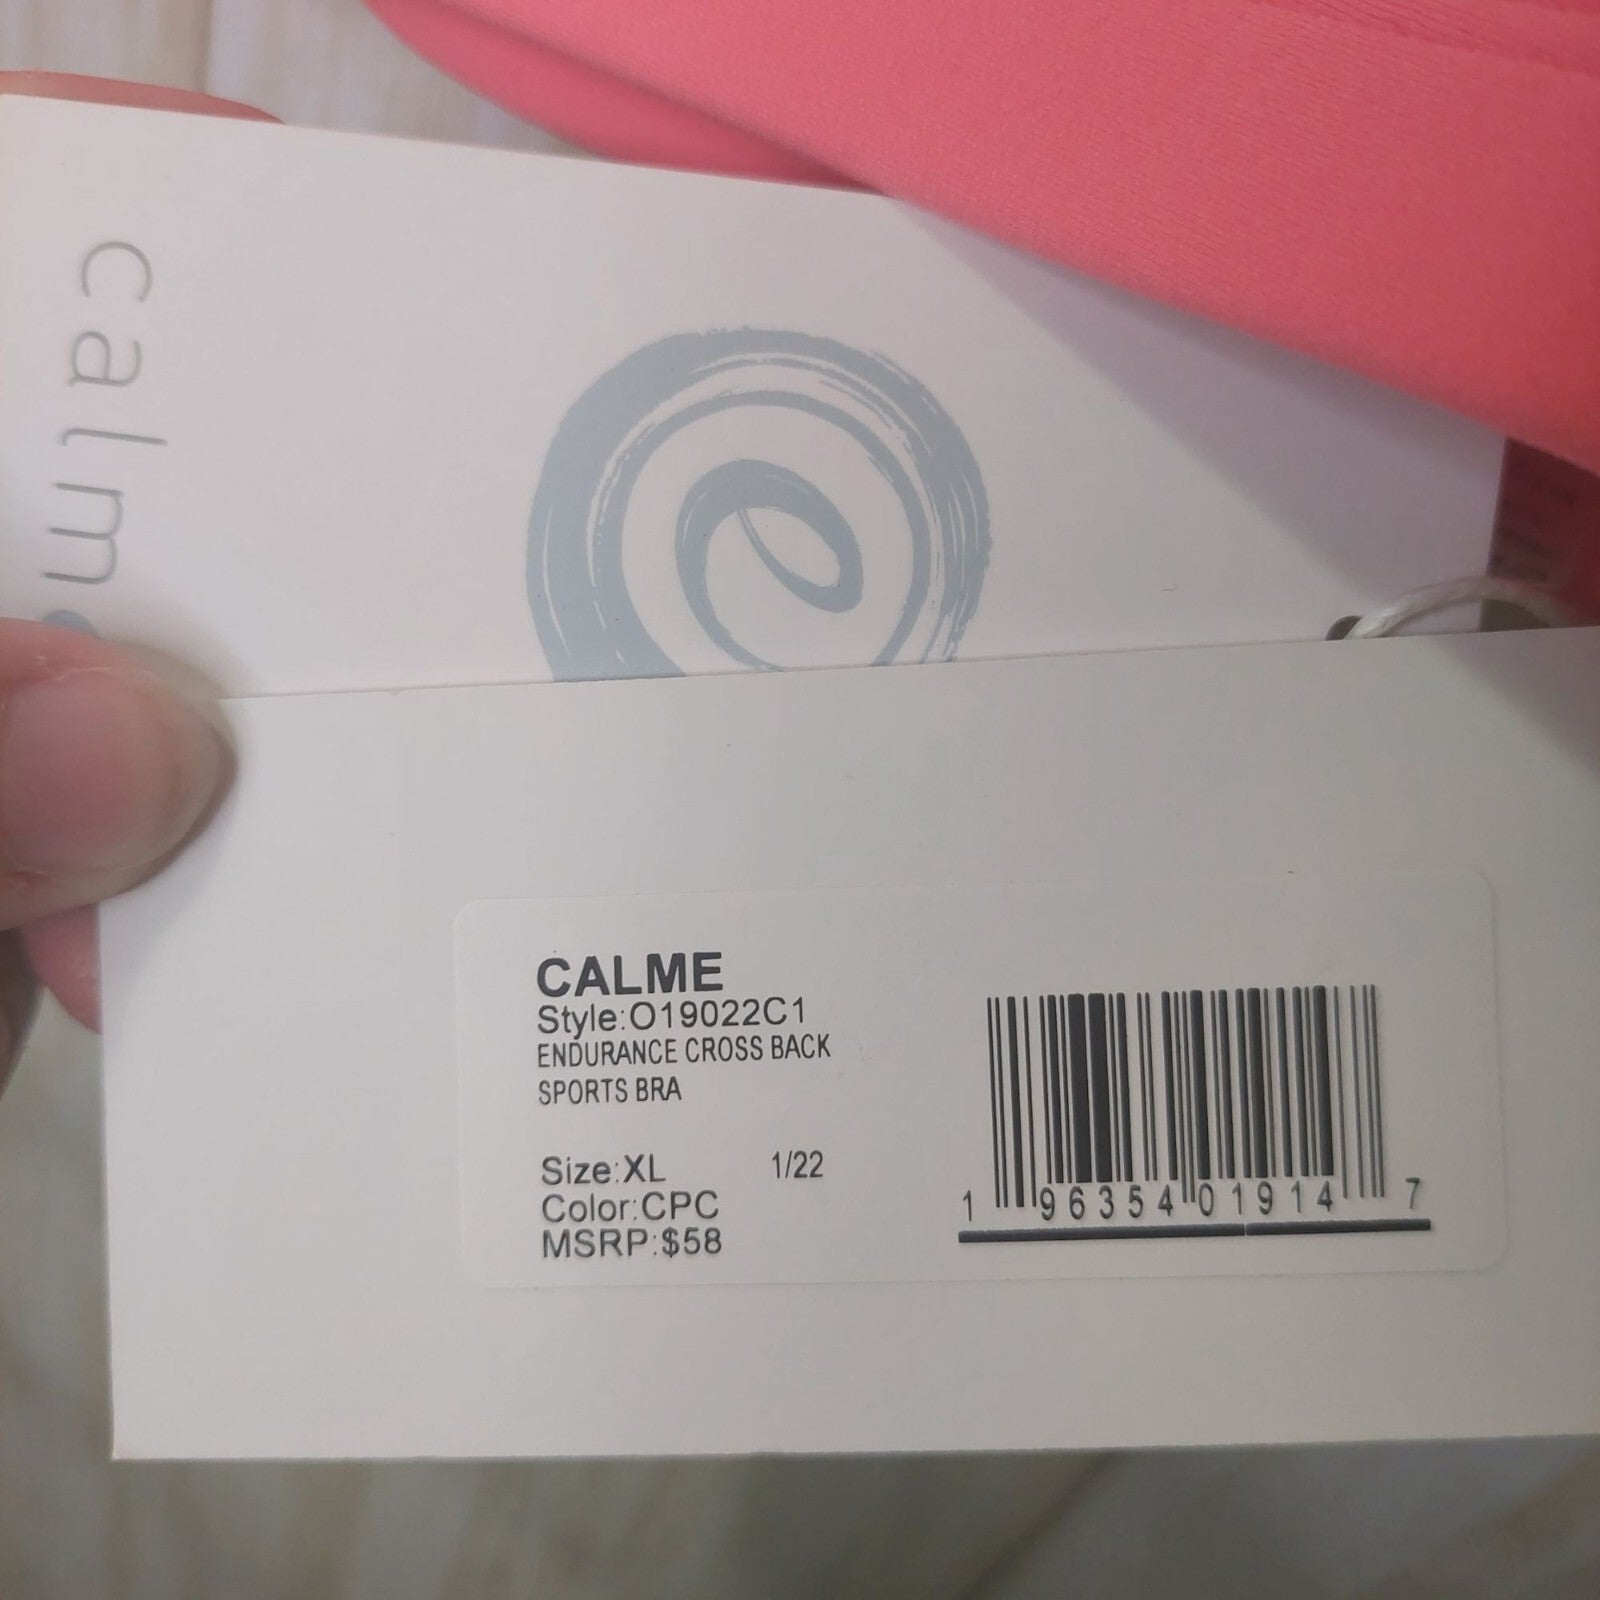 calm
CALME
Style:O19022C1
ENDURANCE CROSS BACK
SPORTS BRA
Size:XL 1/22
Color:CPC
MSRP:$58
1 96354 01914 7